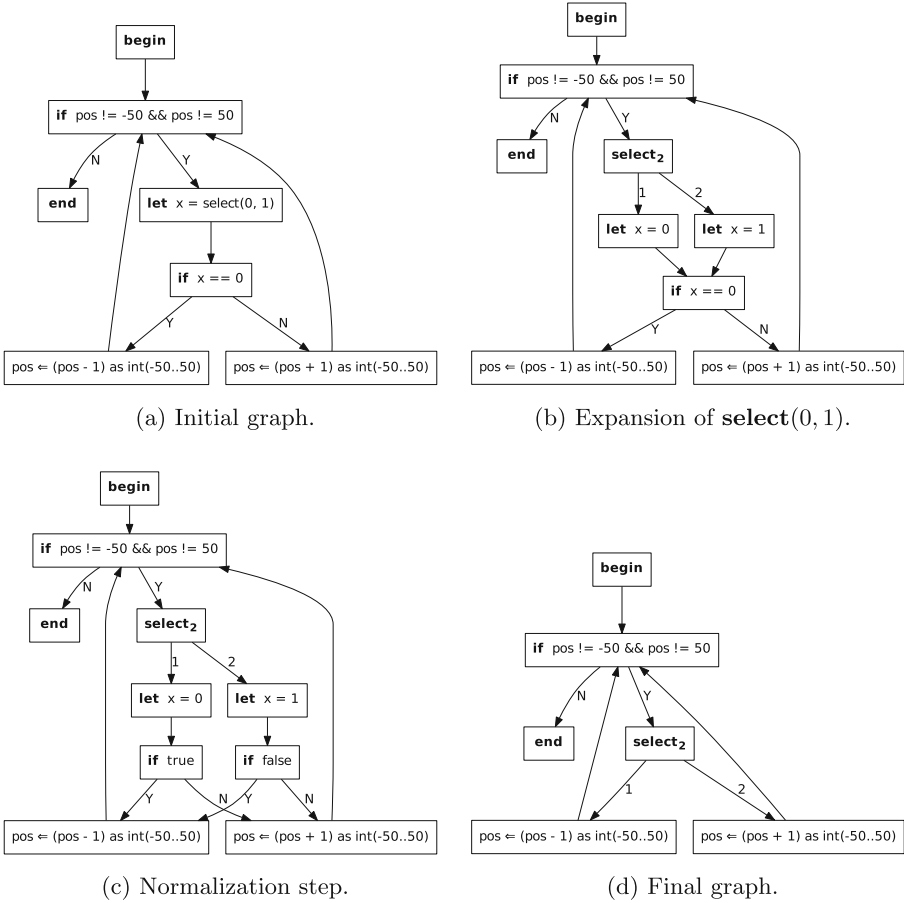 begin
if pos != -50 && pos != 50
N
Y
end
let x = select(0, 1)
if x == 0
Y
N
pos ⇐ (pos - 1) as int(-50..50)
pos ⇐ (pos + 1) as int(-50..50)
(a) Initial graph.
begin
if pos != -50 && pos != 50
N
Y
end
select2
1
2
let x = 0
let x = 1
if x == 0
Y
N
pos ⇐ (pos - 1) as int(-50..50)
pos ⇐ (pos + 1) as int(-50..50)
(b) Expansion of select(0, 1).
begin
if pos != -50 && pos != 50
N
Y
end
select2
1
2
let x = 0
let x = 1
if true
if false
Y
N
Y
N
pos ⇐ (pos - 1) as int(-50..50)
pos ⇐ (pos + 1) as int(-50..50)
(c) Normalization step.
begin
if pos != -50 && pos != 50
N
Y
end
select2
1
2
pos ⇐ (pos - 1) as int(-50..50)
pos ⇐ (pos + 1) as int(-50..50)
(d) Final graph.